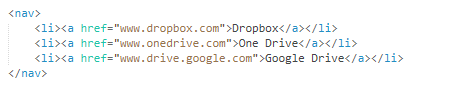 <nav>
    <li><a href="www.dropbox.com">Dropbox</a></li>
    <li><a href="www.onedrive.com">One Drive</a></li>
    <li><a href="www.drive.google.com">Google Drive</a></li>
</nav>